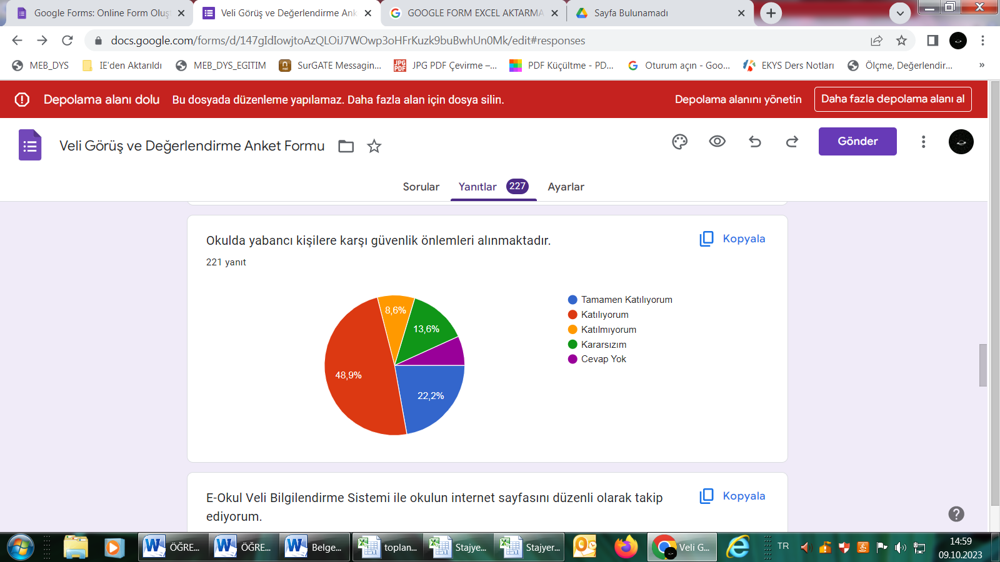 Google Forms: Online Form Oluşt
Veli Görüş ve Değerlendirme Ank
GOOGLE FORM EXCEL AKTARMA
Sayfa Bulunamadı
docs.google.com/forms/d/147gIdIowjtoAzQLOiJ7WOwp3oHFrKuzk9buBwhUn0Mk/edit#responses
MEB_DYS
IE'den Aktarıldı
MEB_DYS_EGITIM
SurGATE Messagin...
JPG PDF Çevirme –...
PDF Küçültme - PD...
Oturum açın - Goo...
EKYS Ders Notları
Ölçme, Değerlendir...
»
Depolama alanı dolu
Bu dosyada düzenleme yapılamaz. Daha fazla alan için dosya silin.
Depolama alanını yönetin
Daha fazla depolama alanı al
Veli Görüş ve Değerlendirme Anket Formu
Gönder
Sorular
Yanıtlar 227
Ayarlar
Okulda yabancı kişilere karşı güvenlik önlemleri alınmaktadır.
Kopyala
221 yanıt
8,6%
13,6%
48,9%
22,2%
Tamamen Katılıyorum
Katılıyorum
Katılmıyorum
Kararsızım
Cevap Yok
E-Okul Veli Bilgilendirme Sistemi ile okulun internet sayfasını düzenli olarak takip
ediyorum.
Kopyala
ÖĞRE...
ÖĞRE...
Belge...
toplan...
Stajye...
Stajyer...
Veli G...
TR
14:59
09.10.2023